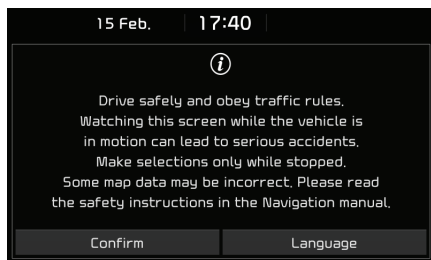 15 Feb. 17:40
Drive safely and obey traffic rules.
Watching this screen while the vehicle is
in motion can lead to serious accidents.
Make selections only while stopped.
Some map data may be incorrect. Please read
the safety instructions in the Navigation manual.
Confirm Language